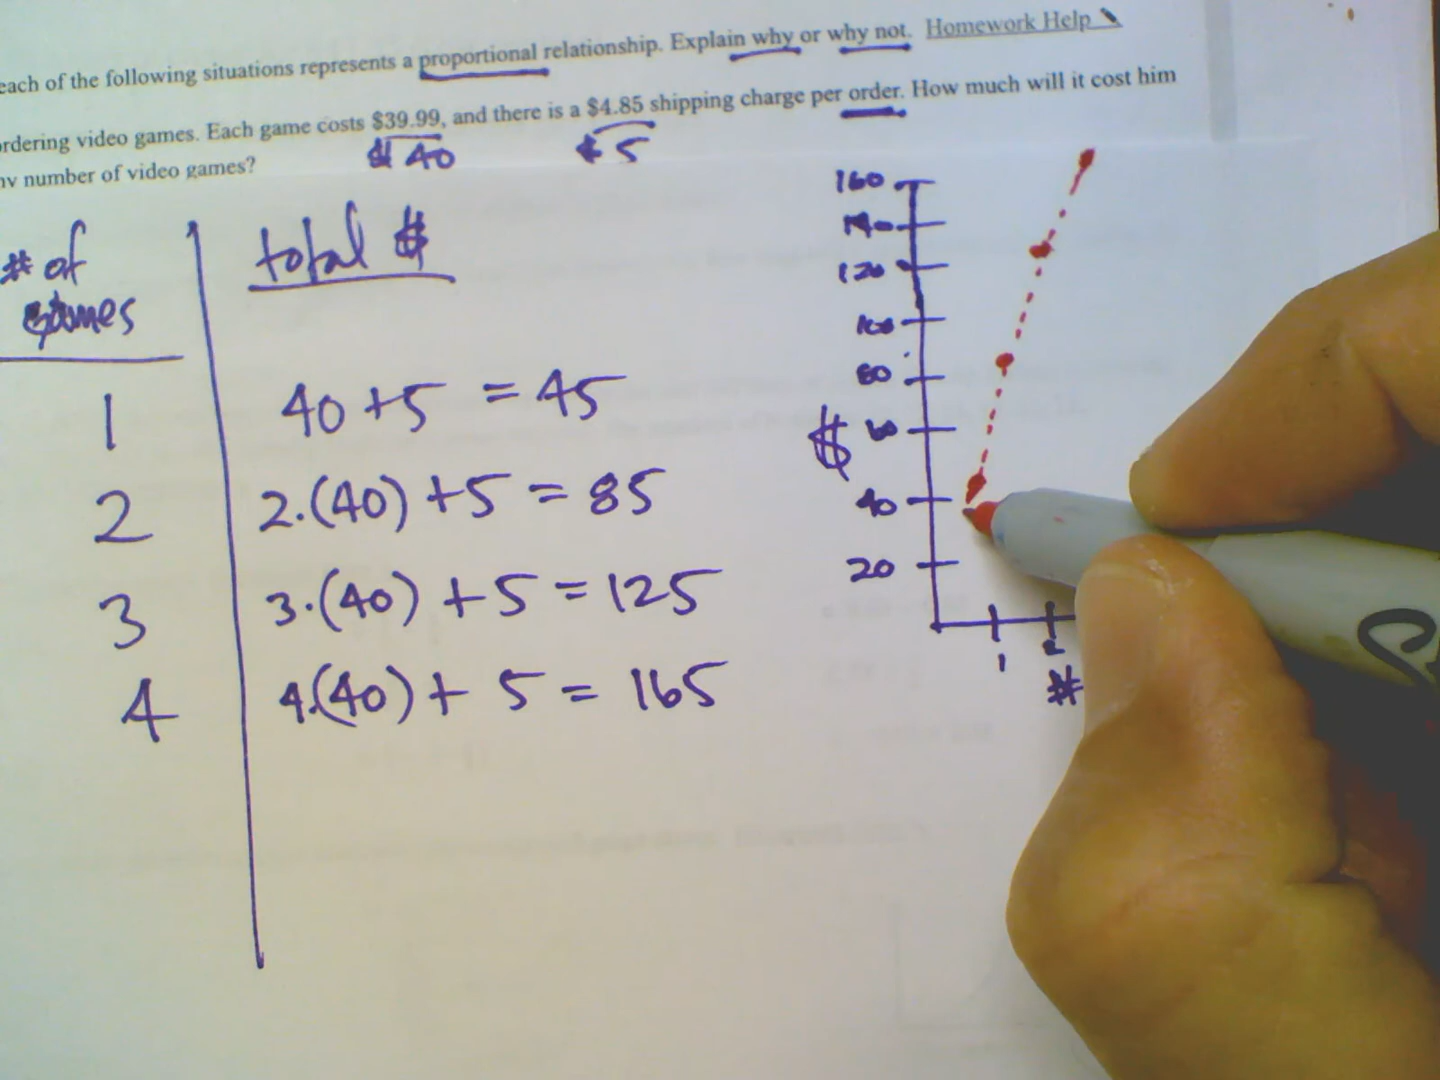 each of the following situations represents a proportional relationship. Explain why or why not. Homework Help
ordering video games. Each game costs $39.99, and there is a $4.85 shipping charge per order. How much will it cost him
$ 40 $ 5
ny number of video games?
# of games
total $
1 40 + 5 = 45
2 2·(40) + 5 = 85
3 3·(40) + 5 = 125
4 4·(40) + 5 = 165
160
140
120
100
80
60
$
40
20
1 2
#